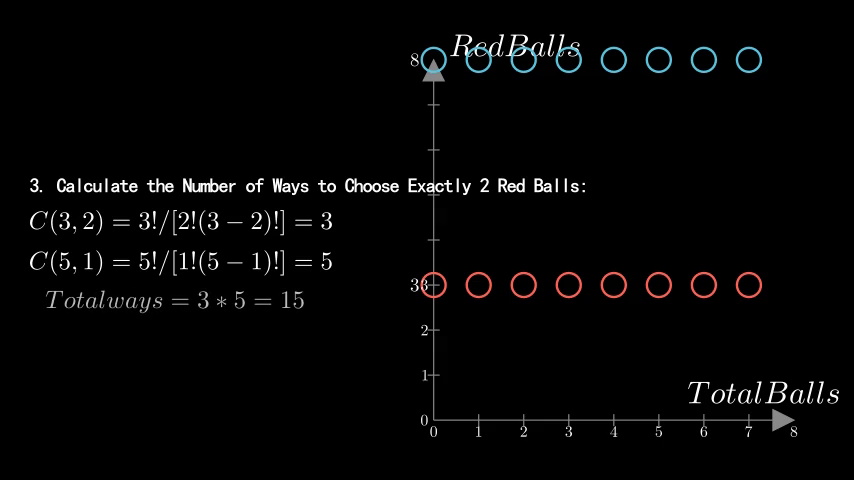 RedBalls
8
3. Calculate the Number of Ways to Choose Exactly 2 Red Balls:
C(3, 2) = 3!/[2!(3 − 2)!] = 3
C(5, 1) = 5!/[1!(5 − 1)!] = 5
33
Totalways = 3 ∗ 5 = 15
2
1
TotalBalls
0
0 1 2 3 4 5 6 7 8